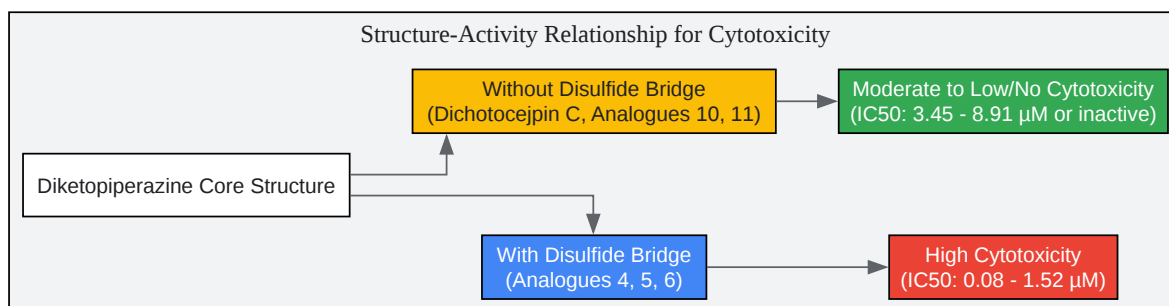 Structure-Activity Relationship for Cytotoxicity
Without Disulfide Bridge
(Dichotocejpin C, Analogues 10, 11)
Moderate to Low/No Cytotoxicity
(IC50: 3.45 - 8.91 µM or inactive)
Diketopiperazine Core Structure
With Disulfide Bridge
(Analogues 4, 5, 6)
High Cytotoxicity
(IC50: 0.08 - 1.52 µM)